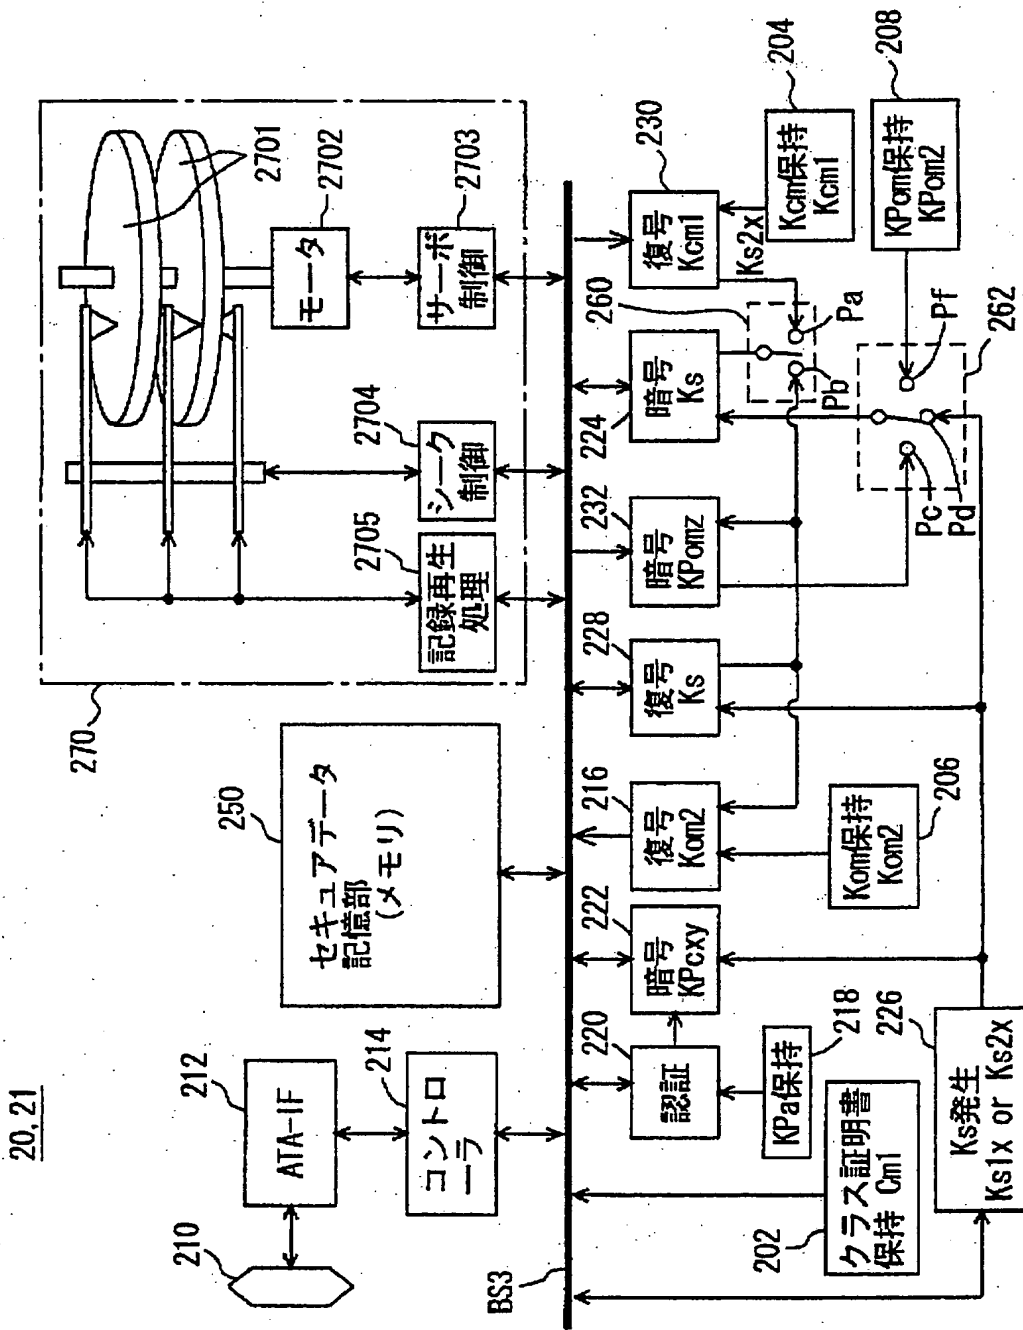 20, 21
210
212
ATA-IF
214
コントロ
ーラ
250
セキュアデータ
記憶部
(メモリ)
270
2701
モータ
2702
サーボ
制御
2703
シーク
制御
2704
記録再生
処理
2705
BS3
202
クラス証明書
保持 Cm1
220
認証
KPa保持
218
222
暗号
KPcxy
226
Ks発生
Ks1x or Ks2x
216
復号
Kom2
Kom保持
Kom2
206
228
復号
Ks
232
暗号
KPomz
224
暗号
Ks
260
Pa
Pb
230
復号
Kcm1
Ks2x
204
Kcm保持
Kcm1
208
KPom保持
KPom2
262
Pc
Pd
Pf